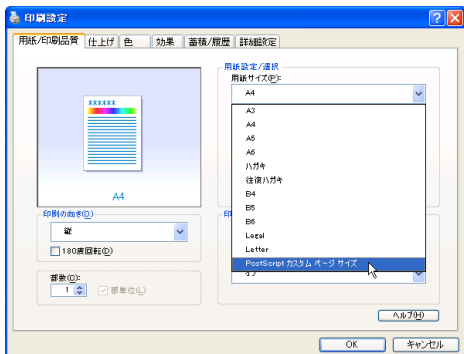 印刷設定
用紙/印刷品質 仕上げ 色 効果 蓄積/履歴 詳細設定
******
A4
用紙設定/選択
用紙サイズ(P):
A4
A3
A4
A5
A6
ハガキ
往復ハガキ
B4
B5
B6
Legal
Letter
PostScript カスタム ページ サイズ
印刷の向き(O)
縦
180度回転(D)
部数(C):
1 部単位(L)
ヘルプ(H)
OK キャンセル